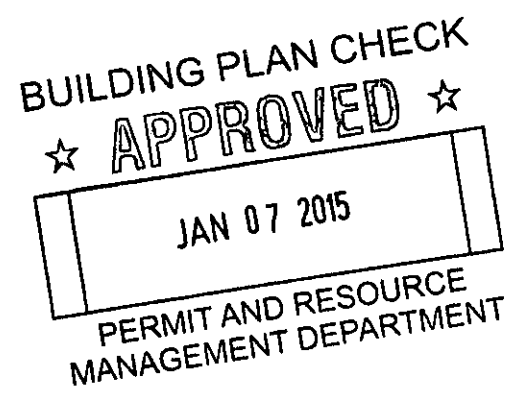 BUILDING PLAN CHECK
☆ APPROVED ☆
JAN 07 2015
PERMIT AND RESOURCE
MANAGEMENT DEPARTMENT